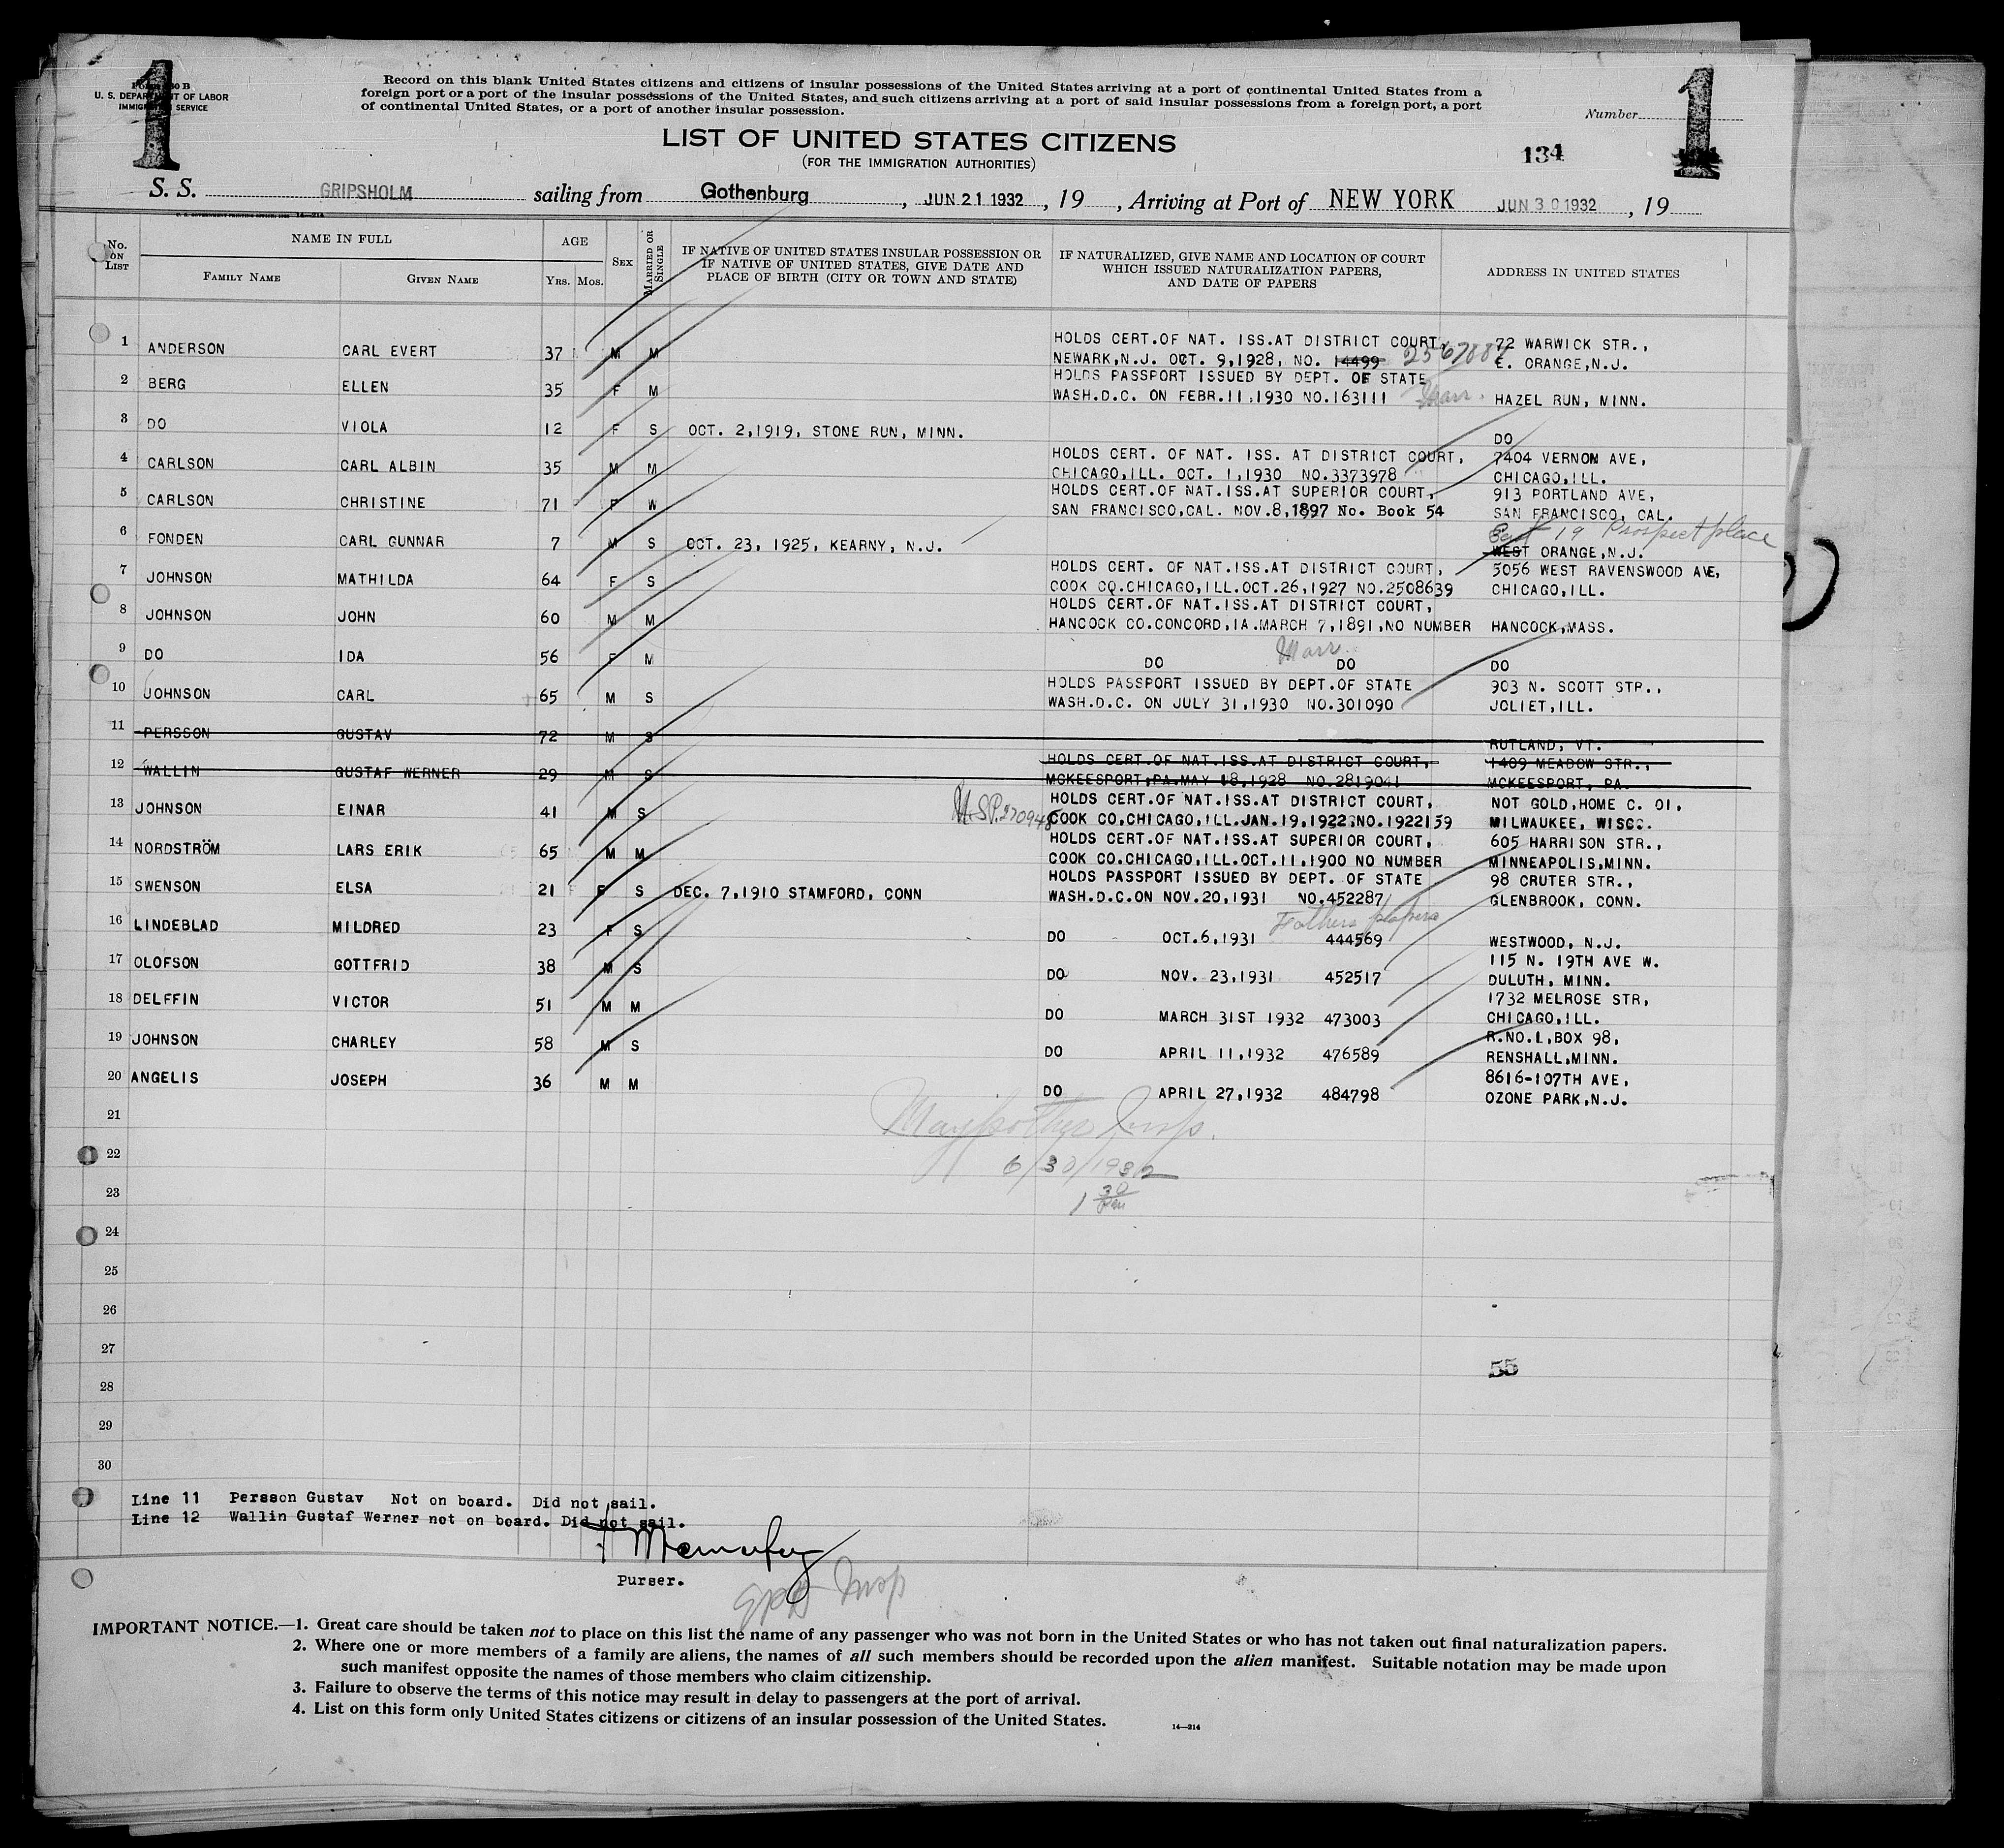 1
1
FORM 630 B
U. S. DEPARTMENT OF LABOR
IMMIGRATION SERVICE
Record on this blank United States citizens and citizens of insular possessions of the United States arriving at a port of continental United States from a
foreign port or a port of the insular possessions of the United States, and such citizens arriving at a port of said insular possessions from a foreign port, a port
of continental United States, or a port of another insular possession.
Number
LIST OF UNITED STATES CITIZENS
(FOR THE IMMIGRATION AUTHORITIES)
134
S. S. GRIPSHOLM sailing from Gothenburg, JUN 21 1932, 19 , Arriving at Port of NEW YORK JUN 30 1932, 19
No. ON LIST
NAME IN FULL
FAMILY NAME
GIVEN NAME
AGE
YRS. MOS.
SEX
MARRIED OR SINGLE
IF NATIVE OF UNITED STATES INSULAR POSSESSION OR
IF NATIVE OF UNITED STATES, GIVE DATE AND
PLACE OF BIRTH (CITY OR TOWN AND STATE)
IF NATURALIZED, GIVE NAME AND LOCATION OF COURT
WHICH ISSUED NATURALIZATION PAPERS,
AND DATE OF PAPERS
ADDRESS IN UNITED STATES
1 ANDERSON CARL EVERT 37 M M HOLDS CERT.OF NAT. ISS.AT DISTRICT COURT, 72 WARWICK STR.,
NEWARK,N.J. OCT. 9,1928, NO. 14499 2567887 E. ORANGE,N.J.
2 BERG ELLEN 35 F M HOLDS PASSPORT ISSUED BY DEPT. OF STATE
WASH.D.C. ON FEBR.11,1930 NO.163111 Marr. HAZEL RUN, MINN.
3 DO VIOLA 12 F S OCT. 2,1919, STONE RUN, MINN. DO
4 CARLSON CARL ALBIN 35 M M HOLDS CERT. OF NAT. ISS. AT DISTRICT COURT, 7404 VERNON AVE,
CHICAGO,ILL. OCT. 1,1930 NO.3373978 CHICAGO,ILL.
5 CARLSON CHRISTINE 71 F W HOLDS CERT.OF NAT.ISS.AT SUPERIOR COURT, 913 PORTLAND AVE,
SAN FRANCISCO,CAL. NOV.8,1897 No. Book 54 SAN FRANCISCO, CAL.
East 19 Prospect place
6 FONDEN CARL GUNNAR 7 M S OCT. 23, 1925, KEARNY, N.J. WEST ORANGE,N.J.
7 JOHNSON MATHILDA 64 F S HOLDS CERT. OF NAT.ISS.AT DISTRICT COURT, 5056 WEST RAVENSWOOD AVE,
COOK CO.CHICAGO,ILL.OCT.26,1927 NO.2508639 CHICAGO,ILL.
8 JOHNSON JOHN 60 M M HOLDS CERT.OF NAT.ISS.AT DISTRICT COURT,
HANCOCK CO.CONCORD,IA.MARCH 7,1891,NO NUMBER HANCOCK,MASS.
9 DO IDA 56 F M DO Marr. DO DO
10 JOHNSON CARL 65 M S HOLDS PASSPORT ISSUED BY DEPT.OF STATE 903 N. SCOTT STR.,
WASH.D.C. ON JULY 31,1930 NO.301090 JOLIET,ILL.
11 PERSSON GUSTAV 72 M S RUTLAND, VT.
12 WALLIN GUSTAF WERNER 29 M S HOLDS CERT.OF NAT.ISS.AT DISTRICT COURT, 1409 MEADOW STR.,
MCKEESPORT,PA.MAY 18,1928 NO.2819041 MCKEESPORT, PA.
13 JOHNSON EINAR 41 M S HOLDS CERT.OF NAT.ISS.AT DISTRICT COURT, NOT GOLD,HOME C. OI,
COOK CO,CHICAGO,ILL.JAN.19,1922,NO.1922159 MILWAUKEE, WISC.
14 NORDSTRÖM LARS ERIK 65 M M HOLDS CERT.OF NAT.ISS.AT SUPERIOR COURT, 605 HARRISON STR.,
COOK CO.CHICAGO,ILL.OCT.11,1900 NO NUMBER MINNEAPOLIS,MINN.
15 SWENSON ELSA 21 F S DEC. 7,1910 STAMFORD, CONN HOLDS PASSPORT ISSUED BY DEPT. OF STATE 98 CRUTER STR.,
WASH.D.C.ON NOV.20,1931 NO.452287 GLENBROOK, CONN.
Fathers papers
16 LINDEBLAD MILDRED 23 F S DO OCT.6,1931 444569 WESTWOOD, N.J.
17 OLOFSON GOTTFRID 38 M S DO NOV. 23,1931 452517 115 N. 19TH AVE W.
DULUTH, MINN.
18 DELFFIN VICTOR 51 M M DO MARCH 31ST 1932 473003 1732 MELROSE STR,
CHICAGO,ILL.
19 JOHNSON CHARLEY 58 M S DO APRIL 11,1932 476589 R.NO.1,BOX 98,
RENSHALL,MINN.
20 ANGELIS JOSEPH 36 M M DO APRIL 27,1932 484798 8616-107TH AVE,
OZONE PARK,N.J.
21
22
6/30/1932
23
24
25
26
27
55
28
29
30
Line 11 Persson Gustav Not on board. Did not sail.
Line 12 Wallin Gustaf Werner not on board. Did not sail.
Purser.
Insp
IMPORTANT NOTICE.—1. Great care should be taken not to place on this list the name of any passenger who was not born in the United States or who has not taken out final naturalization papers.
2. Where one or more members of a family are aliens, the names of all such members should be recorded upon the alien manifest. Suitable notation may be made upon
such manifest opposite the names of those members who claim citizenship.
3. Failure to observe the terms of this notice may result in delay to passengers at the port of arrival.
4. List on this form only United States citizens or citizens of an insular possession of the United States.
14—214